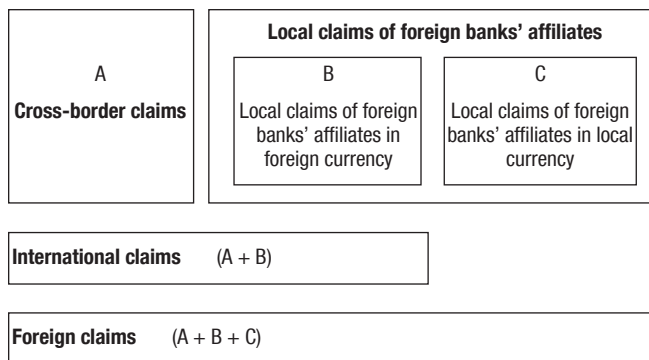 Local claims of foreign banks' affiliates
A
Cross-border claims
B
Local claims of foreign
banks' affiliates in
foreign currency
C
Local claims of foreign
banks' affiliates in local
currency
International claims (A + B)
Foreign claims (A + B + C)